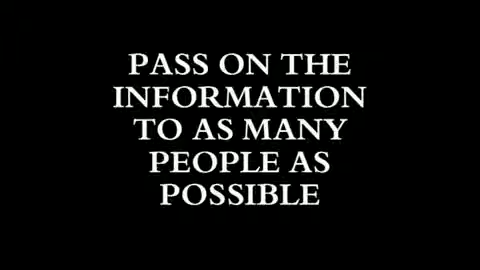 PASS ON THE
INFORMATION
TO AS MANY
PEOPLE AS
POSSIBLE